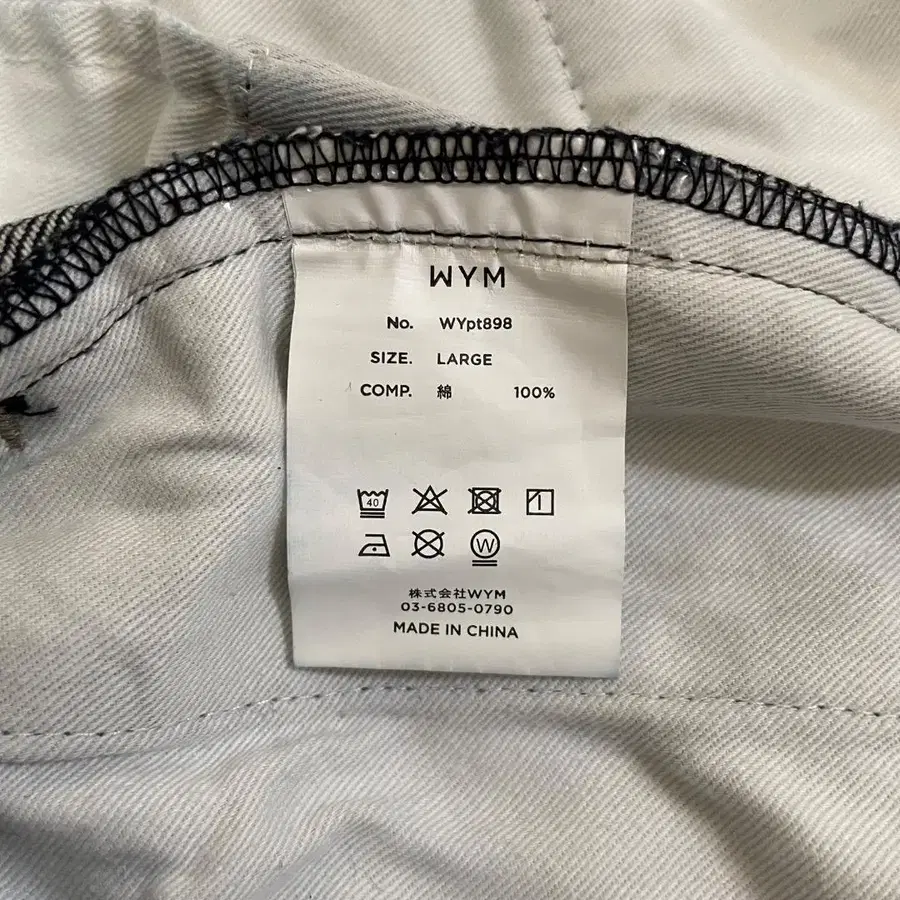 WYM
No. WYpt898
SIZE. LARGE
COMP. 綿 100%
40
W
株式会社WYM
03-6805-0790
MADE IN CHINA